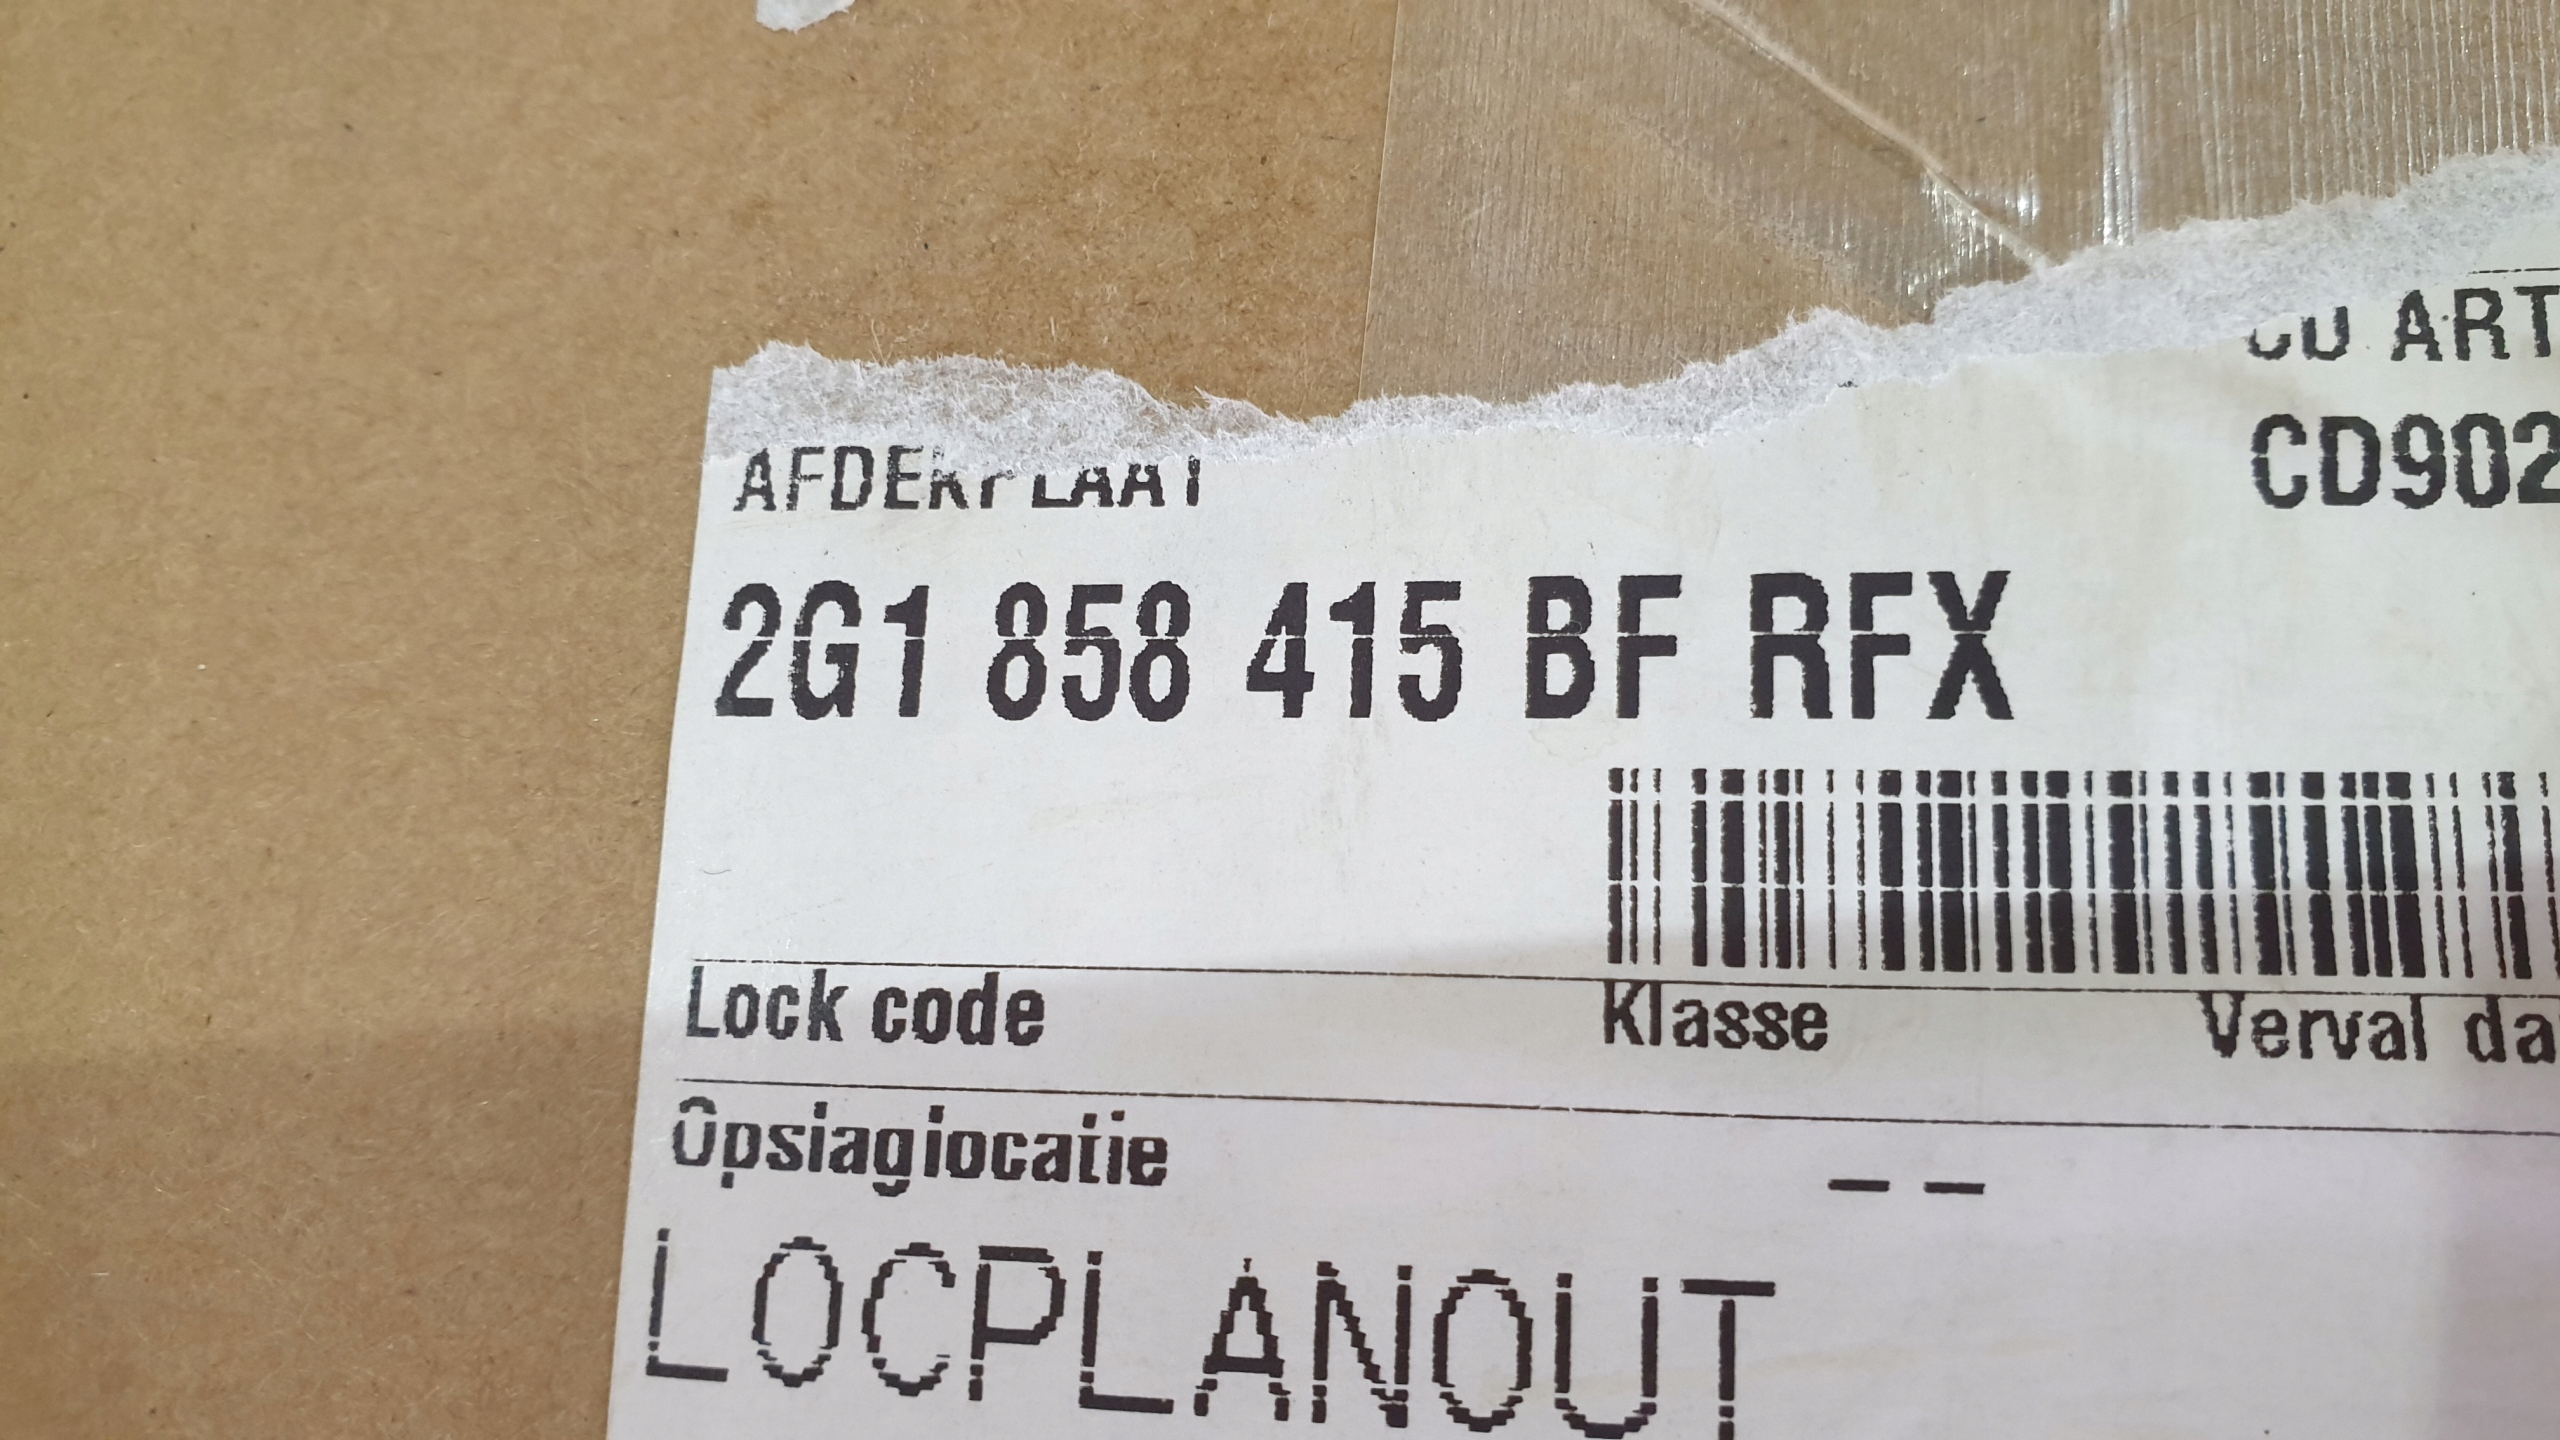 CD ART
AFDEKPLAAT
CD902
2G1 858 415 BF RFX
Lock code Klasse Verval da
Opslaglocatie
– –
LOCPLANOUT